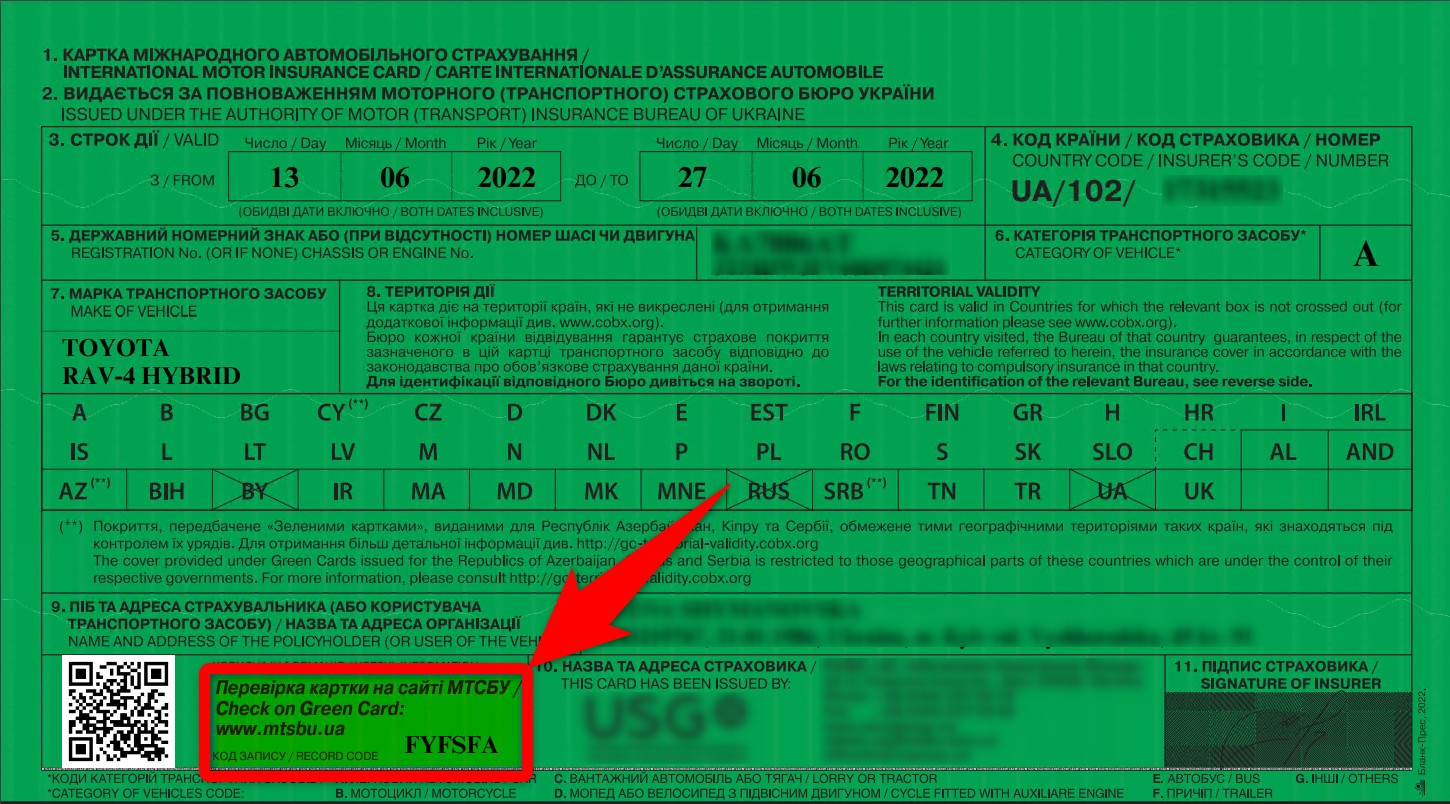 1. КАРТКА МІЖНАРОДНОГО АВТОМОБІЛЬНОГО СТРАХУВАННЯ /
INTERNATIONAL MOTOR INSURANCE CARD / CARTE INTERNATIONALE D'ASSURANCE AUTOMOBILE
2. ВИДАЄТЬСЯ ЗА ПОВНОВАЖЕННЯМ МОТОРНОГО (ТРАНСПОРТНОГО) СТРАХОВОГО БЮРО УКРАЇНИ
ISSUED UNDER THE AUTHORITY OF MOTOR (TRANSPORT) INSURANCE BUREAU OF UKRAINE
3. СТРОК ДІЇ / VALID
Число / Day Місяць / Month Рік / Year
Число / Day Місяць / Month Рік / Year
З / FROM 13 06 2022 ДО / TO 27 06 2022
(ОБИДВІ ДАТИ ВКЛЮЧНО / BOTH DATES INCLUSIVE)
(ОБИДВІ ДАТИ ВКЛЮЧНО / BOTH DATES INCLUSIVE)
4. КОД КРАЇНИ / КОД СТРАХОВИКА / НОМЕР
COUNTRY CODE / INSURER'S CODE / NUMBER
UA/102/
5. ДЕРЖАВНИЙ НОМЕРНИЙ ЗНАК АБО (ПРИ ВІДСУТНОСТІ) НОМЕР ШАСІ ЧИ ДВИГУНА
REGISTRATION No. (OR IF NONE) CHASSIS OR ENGINE No.
6. КАТЕГОРІЯ ТРАНСПОРТНОГО ЗАСОБУ*
CATEGORY OF VEHICLE*
A
7. МАРКА ТРАНСПОРТНОГО ЗАСОБУ
MAKE OF VEHICLE
TOYOTA
RAV-4 HYBRID
8. ТЕРИТОРІЯ ДІЇ
Ця картка діє на території країн, які не викреслені (для отримання
додаткової інформації див. www.cobx.org).
Бюро кожної країни відвідування гарантує страхове покриття
зазначеного в цій картці транспортного засобу відповідно до
законодавства про обов'язкове страхування даної країни.
Для ідентифікації відповідного Бюро дивіться на звороті.
TERRITORIAL VALIDITY
This card is valid in Countries for which the relevant box is not crossed out (for
further information please see www.cobx.org).
In each country visited, the Bureau of that country guarantees, in respect of the
use of the vehicle referred to herein, the insurance cover in accordance with the
laws relating to compulsory insurance in that country.
For the identification of the relevant Bureau, see reverse side.
A B BG CY(**) CZ D DK E EST F FIN GR H HR I IRL
IS L LT LV M N NL P PL RO S SK SLO CH AL AND
AZ(**) BIH BY IR MA MD MK MNE RUS SRB(**) TN TR UA UK
(**) Покриття, передбачене «Зеленими картками», виданими для Республік Кіпру та Сербії, обмежене тими географічними територіями таких країн, які знаходяться під
контролем їх урядів. Для отримання більш детальної інформації див.
The cover provided under Green Cards issued for the Republics of Azerbaijan, and Serbia is restricted to those geographical parts of these countries which are under the control of their
respective governments. For more information, please consult
9. ПІБ ТА АДРЕСА СТРАХУВАЛЬНИКА (АБО КОРИСТУВАЧА
ТРАНСПОРТНОГО ЗАСОБУ) / НАЗВА ТА АДРЕСА ОРГАНІЗАЦІЇ
NAME AND ADDRESS OF THE POLICYHOLDER (OR USER OF THE
Перевірка картки на сайті МТСБУ /
Check on Green Card:
www.mtsbu.ua
КОД ЗАПИСУ / RECORD CODE FYFSFA
10. НАЗВА ТА АДРЕСА СТРАХОВИКА /
THIS CARD HAS BEEN ISSUED BY:
USG
11. ПІДПИС СТРАХОВИКА /
SIGNATURE OF INSURER
Бланк-Прес, 2022.
*КОДИ КАТЕГОРІЙ C. ВАНТАЖНИЙ АВТОМОБІЛЬ АБО ТЯГАЧ / LORRY OR TRACTOR E. АВТОБУС / BUS G. ІНШІ / OTHERS
*CATEGORY OF VEHICLES CODE: B. МОТОЦИКЛ / MOTORCYCLE D. МОПЕД АБО ВЕЛОСИПЕД З ПІДВІСНИМ ДВИГУНОМ / CYCLE FITTED WITH AUXILIARE ENGINE F. ПРИЧІП / TRAILER